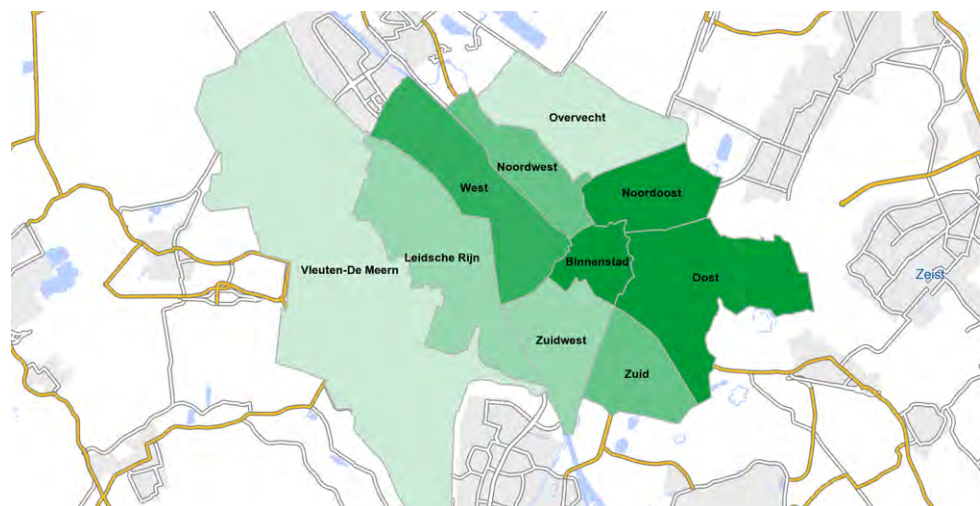 Overvecht
Noordwest
West
Noordoost
Leidsche Rijn
Binnenstad
Vleuten-De Meern
Oost
Zeist
Zuidwest
Zuid